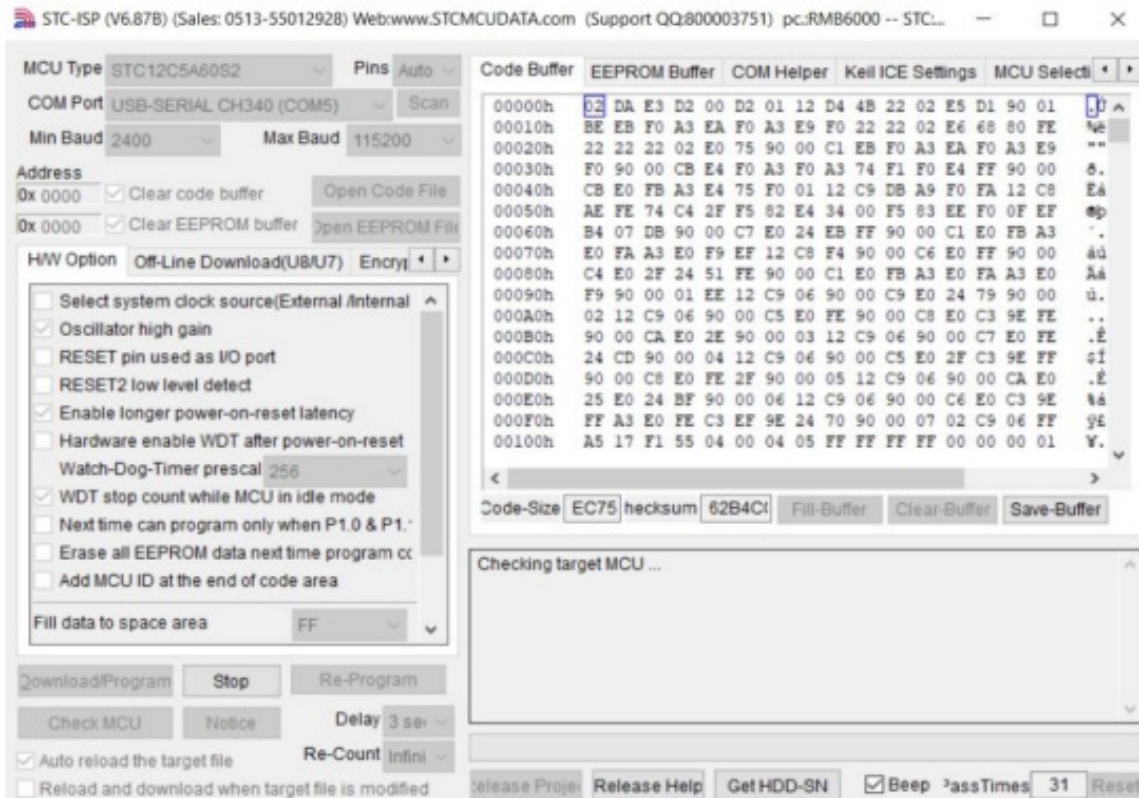 STC-ISP (V6.87B) (Sales: 0513-55012928) Web:www.STCMCUDATA.com (Support QQ:800003751) pc.:RMB6000 -- STC:...
MCU Type STC12C5A60S2 Pins Auto
COM Port USB-SERIAL CH340 (COM5) Scan
Min Baud 2400 Max Baud 115200
Address
0x 0000 Clear code buffer Open Code File
0x 0000 Clear EEPROM buffer Open EEPROM File
H/W Option Off-Line Download(U8/U7) Encryp
Select system clock source(External /Internal
Oscillator high gain
RESET pin used as I/O port
RESET2 low level detect
Enable longer power-on-reset latency
Hardware enable WDT after power-on-reset
Watch-Dog-Timer prescal 256
WDT stop count while MCU in idle mode
Next time can program only when P1.0 & P1.
Erase all EEPROM data next time program cc
Add MCU ID at the end of code area
Fill data to space area FF
Download/Program Stop Re-Program
Check MCU Notice Delay 3 sec
Auto reload the target file Re-Count Infini
Reload and download when target file is modified
Code Buffer EEPROM Buffer COM Helper Keil ICE Settings MCU Selecti
00000h 02 DA E3 D2 00 D2 01 12 D4 4B 22 02 E5 D1 90 01
00010h BE EB F0 A3 EA F0 A3 E9 F0 22 22 02 E6 68 80 FE
00020h 22 22 22 02 E0 75 90 00 C1 EB F0 A3 EA F0 A3 E9
00030h F0 90 00 CB E4 F0 A3 F0 A3 74 F1 F0 E4 FF 90 00
00040h CB E0 FB A3 E4 75 F0 01 12 C9 DB A9 F0 FA 12 C8
00050h AE FE 74 C4 2F F5 82 E4 34 00 F5 83 EE F0 0F EF
00060h B4 07 DB 90 00 C7 E0 24 EB FF 90 00 C1 E0 FB A3
00070h E0 FA A3 E0 F9 EF 12 C8 F4 90 00 C6 E0 FF 90 00
00080h C4 E0 2F 24 51 FE 90 00 C1 E0 FB A3 E0 FA A3 E0
00090h F9 90 00 01 EE 12 C9 06 90 00 C9 E0 24 79 90 00
000A0h 02 12 C9 06 90 00 C5 E0 FE 90 00 C8 E0 C3 9E FE
000B0h 90 00 CA E0 2E 90 00 03 12 C9 06 90 00 C7 E0 FE
000C0h 24 CD 90 00 04 12 C9 06 90 00 C5 E0 2F C3 9E FF
000D0h 90 00 C8 E0 FE 2F 90 00 05 12 C9 06 90 00 CA E0
000E0h 25 E0 24 BF 90 00 06 12 C9 06 90 00 C6 E0 C3 9E
000F0h FF A3 E0 FE C3 EF 9E 24 70 90 00 07 02 C9 06 FF
00100h A5 17 F1 55 04 00 04 05 FF FF FF FF 00 00 00 01
Code-Size EC75 hecksum 62B4C Fill-Buffer Clear-Buffer Save-Buffer
Checking target MCU ...
Release Projec Release Help Get HDD-SN Beep PassTimes 31 Reset